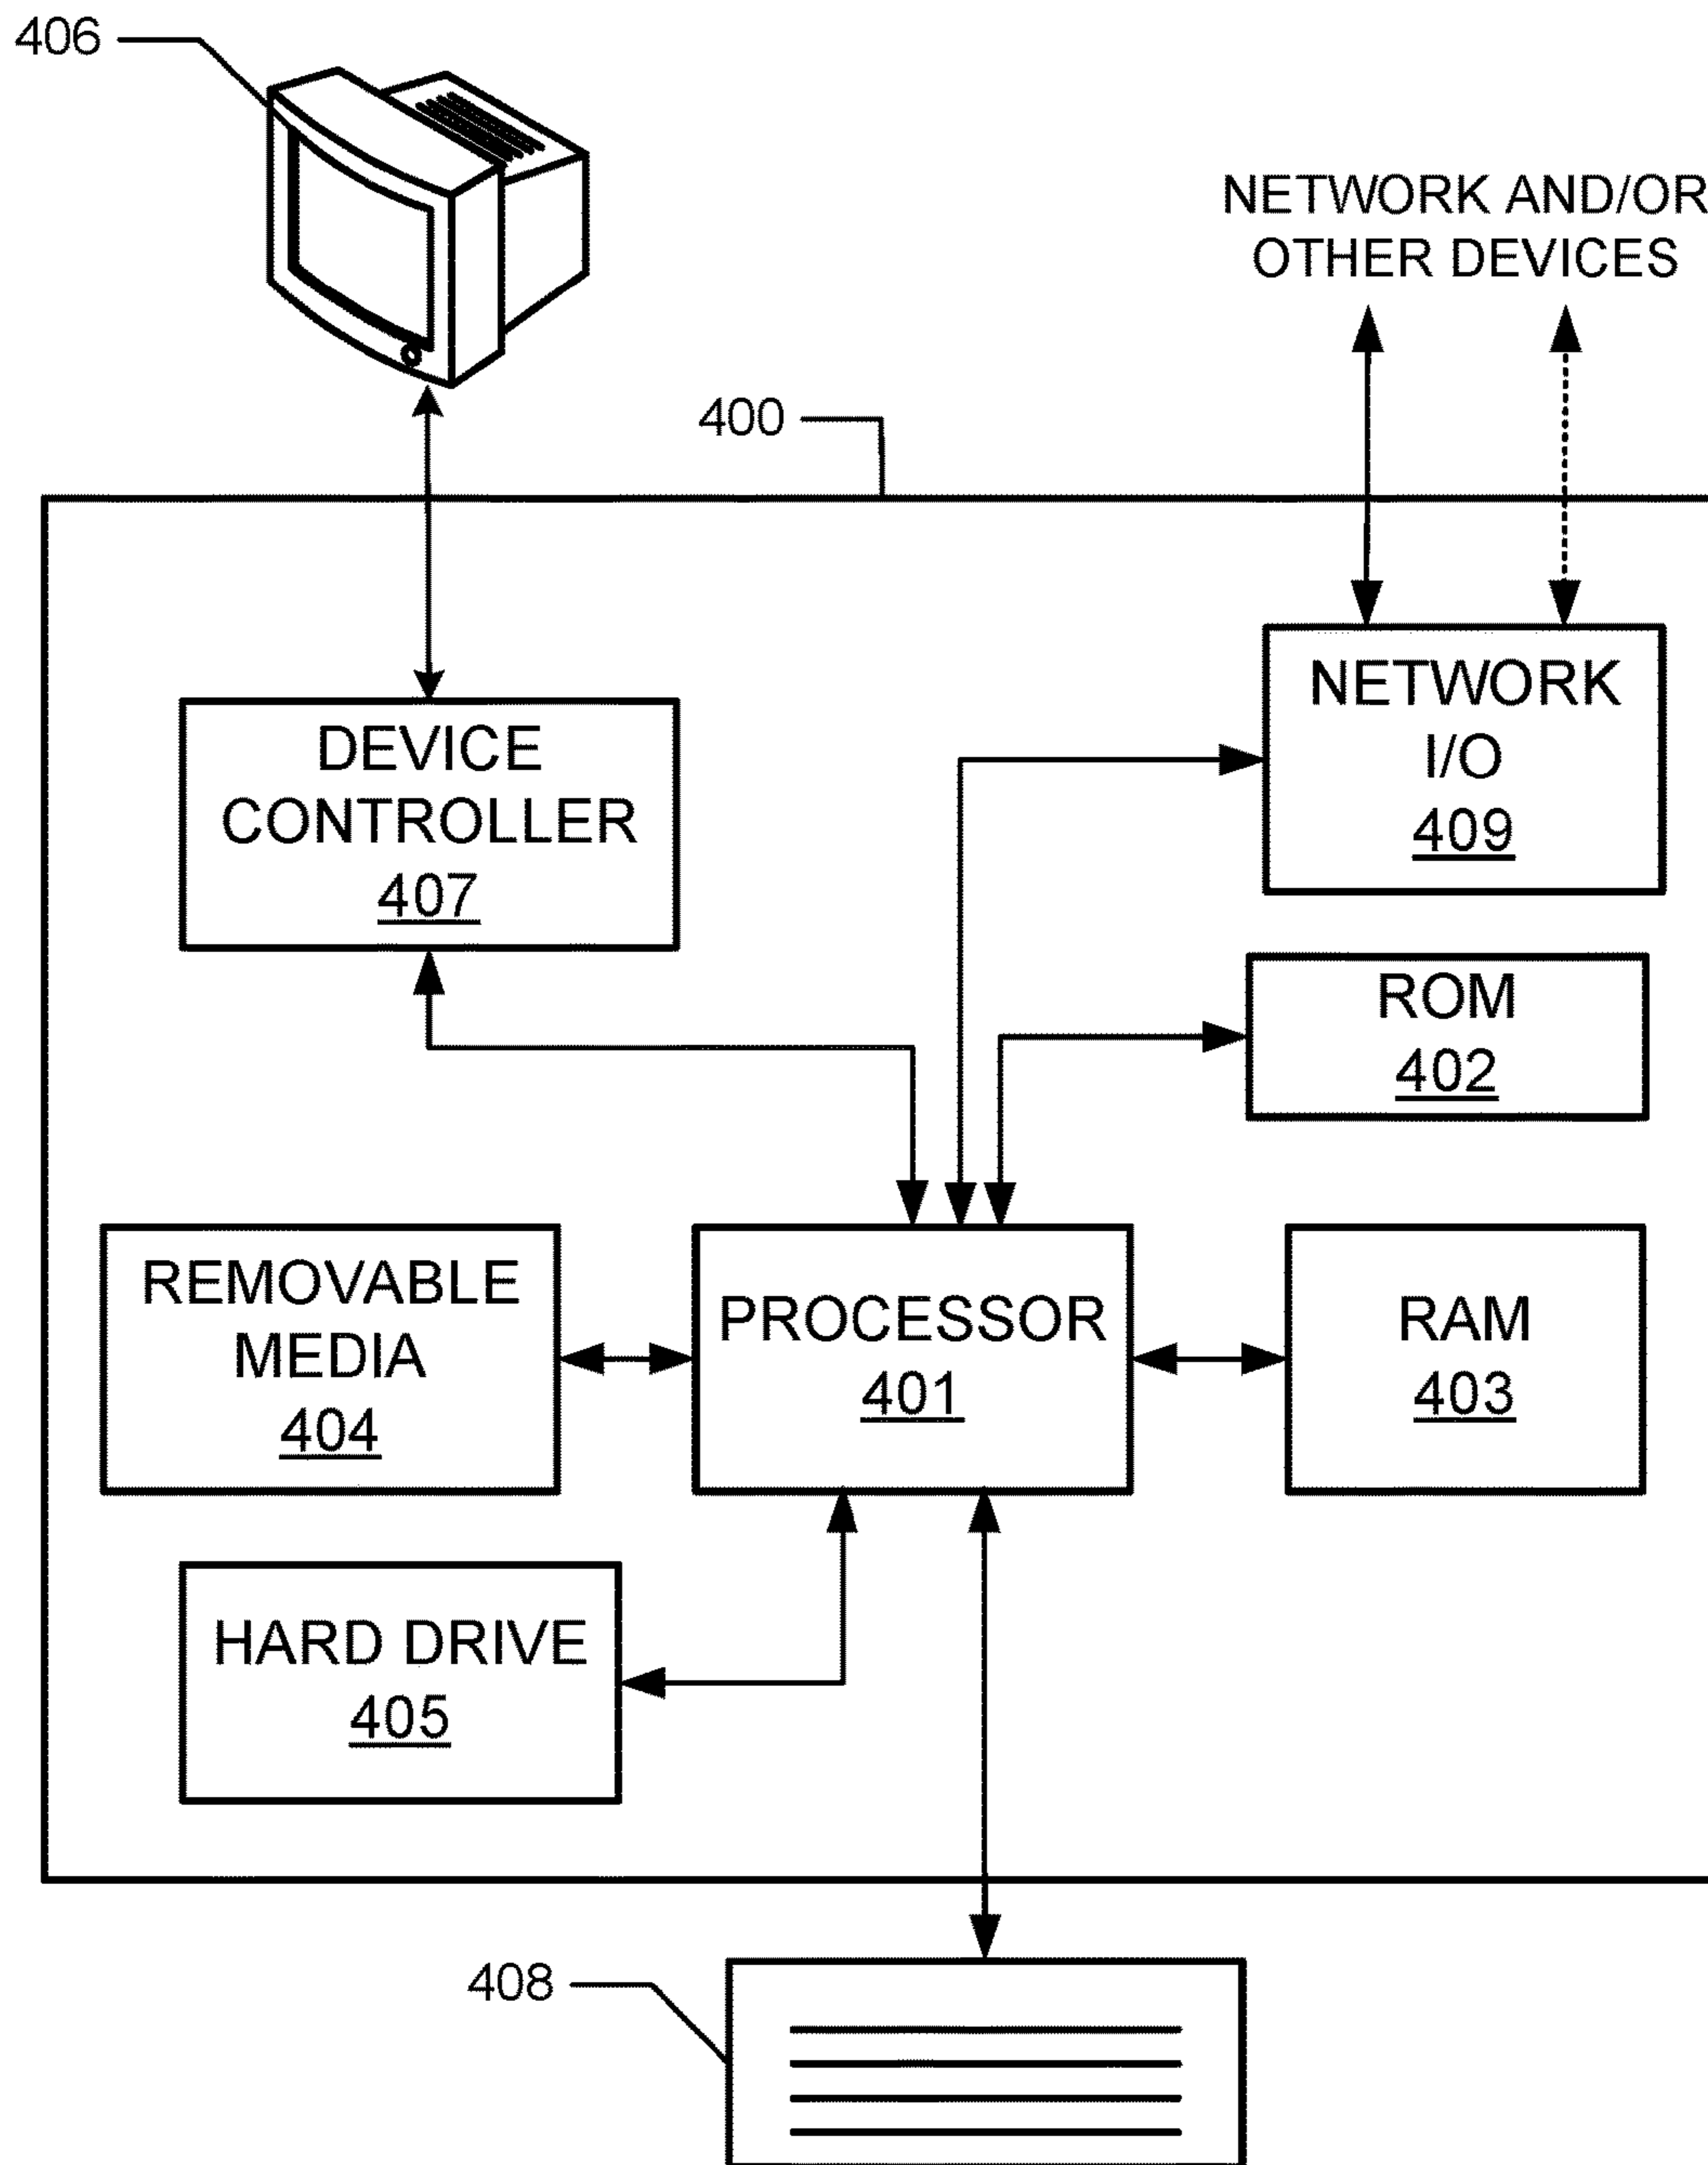 406
NETWORK AND/OR
OTHER DEVICES
400
NETWORK
I/O
409
DEVICE
CONTROLLER
407
ROM
402
REMOVABLE
MEDIA
404
PROCESSOR
401
RAM
403
HARD DRIVE
405
408